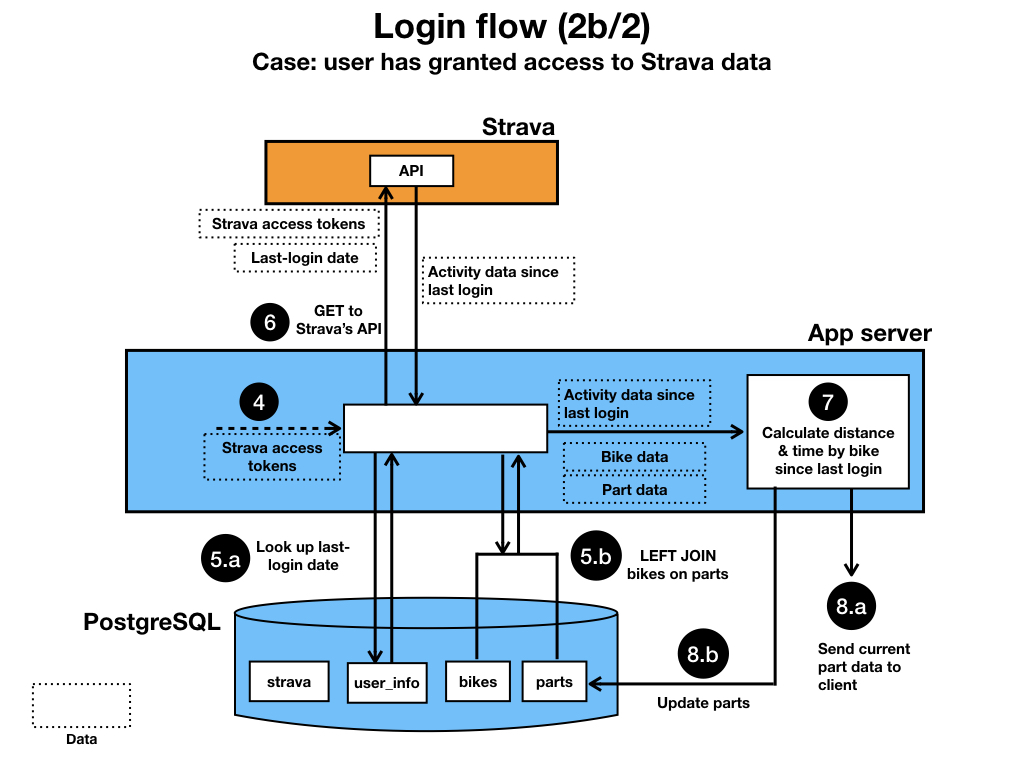 Login flow (2b/2)
Case: user has granted access to Strava data
Strava
API
Strava access tokens
Last-login date
Activity data since
last login
6
GET to
Strava's API
App server
4
Strava access
tokens
Activity data since
last login
Bike data
Part data
7
Calculate distance
& time by bike
since last login
5.a
Look up last-
login date
5.b
LEFT JOIN
bikes on parts
8.a
Send current
part data to
client
PostgreSQL
strava
user_info
bikes
parts
8.b
Update parts
Data